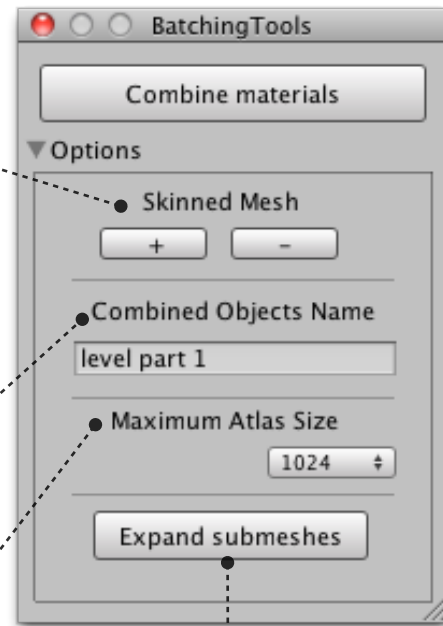 BatchingTools
Combine materials
Options
Skinned Mesh
+ -
Combined Objects Name
level part 1
Maximum Atlas Size
1024
Expand submeshes